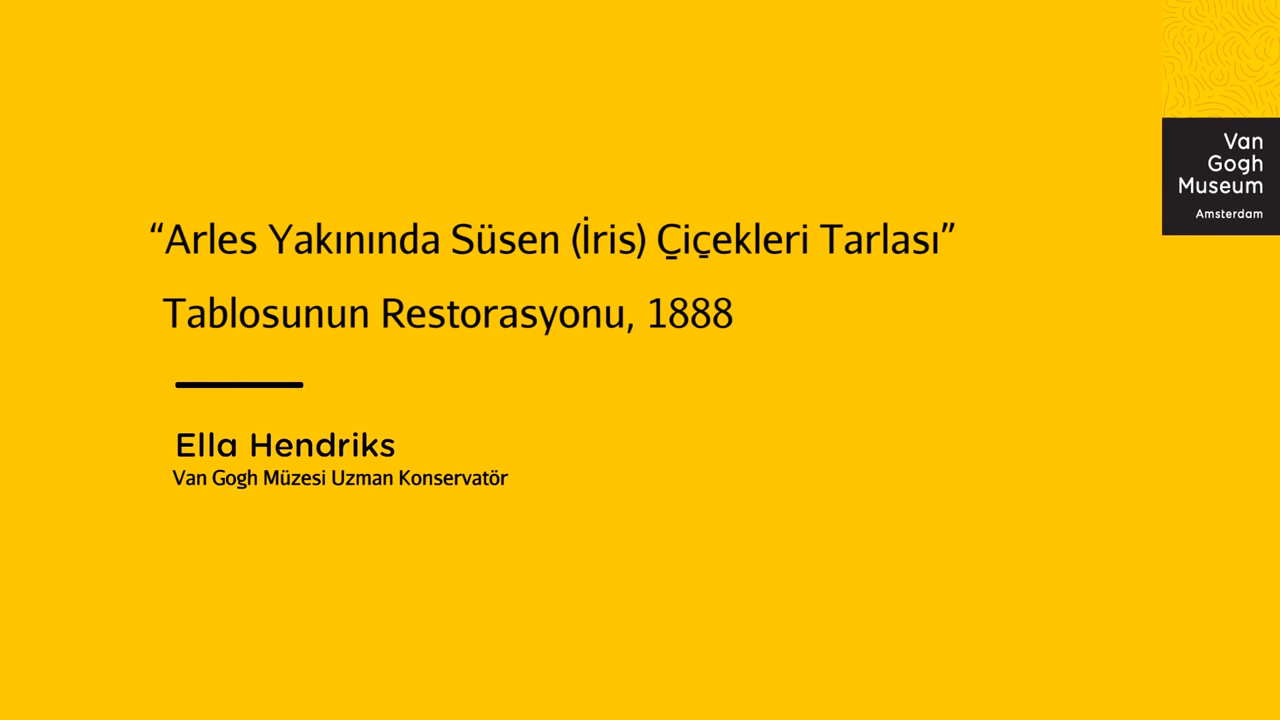 “Arles Yakınında Süsen (İris) Çiçekleri Tarlası”
Tablosunun Restorasyonu, 1888
Ella Hendriks
Van Gogh Müzesi Uzman Konservatör
Van
Gogh
Museum
Amsterdam